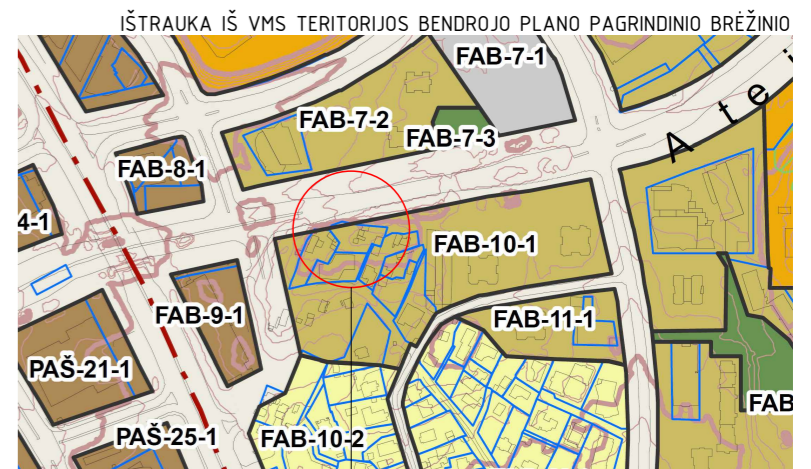 IŠTRAUKA IŠ VMS TERITORIJOS BENDROJO PLANO PAGRINDINIO BRĖŽINIO
FAB-7-1
FAB-7-2
FAB-7-3
A t e i
FAB-8-1
4-1
FAB-10-1
FAB-9-1
FAB-11-1
PAŠ-21-1
FAB
PAŠ-25-1
FAB-10-2